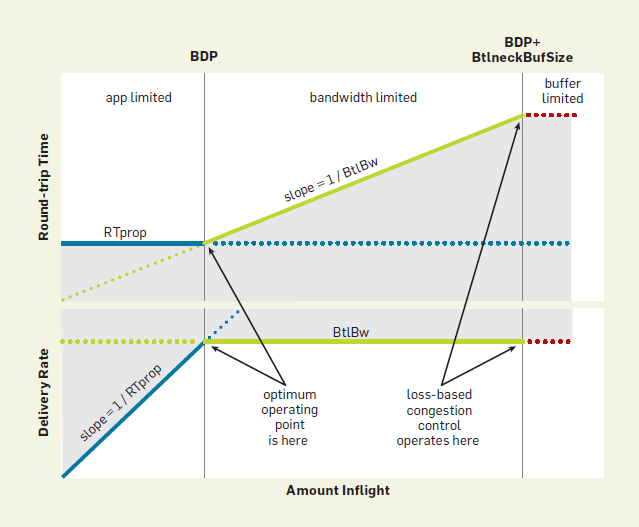 BDP
BDP+
BtlneckBufSize
app limited
bandwidth limited
buffer
limited
Round-trip Time
slope = 1 / BtlBw
RTprop
BtlBw
Delivery Rate
slope = 1 / RTprop
optimum
operating
point
is here
loss-based
congestion
control
operates here
Amount Inflight